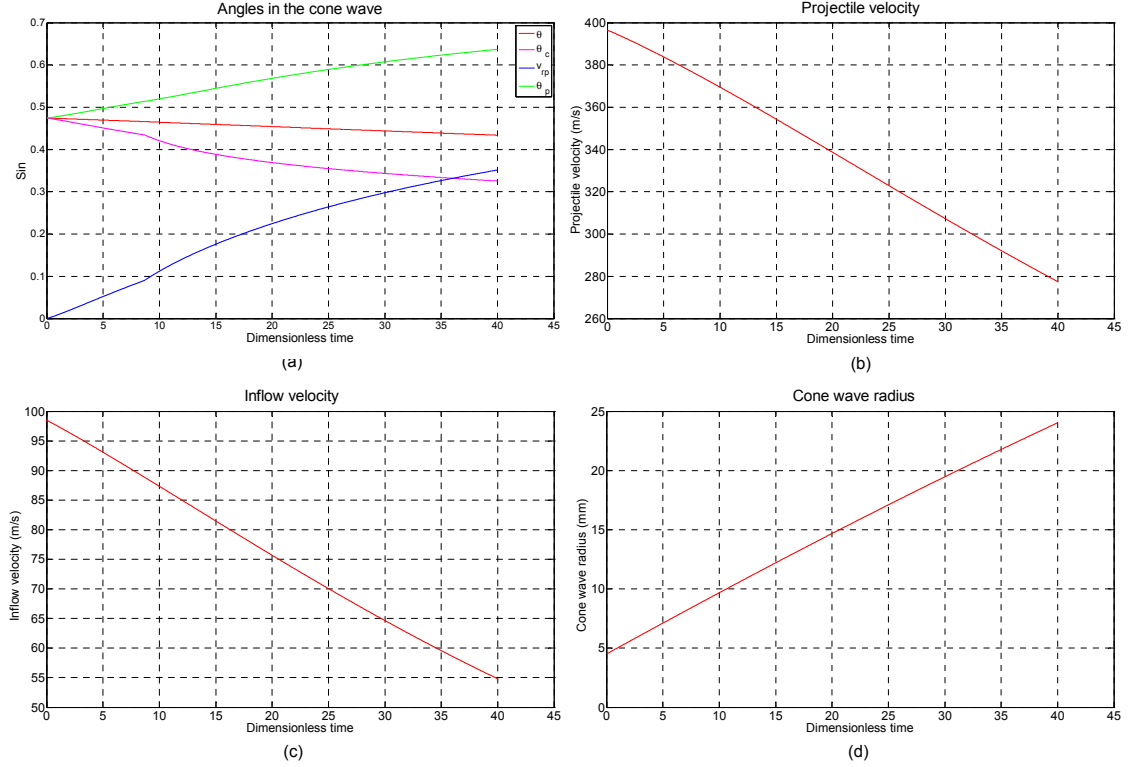 Angles in the cone wave
0.7
0.6
0.5
0.4
0.3
0.2
0.1
0
Sin
θ
θ c
v rp
θ p
0 5 10 15 20 25 30 35 40 45
Dimensionless time
(a)
Projectile velocity
400
380
360
340
320
300
280
260
Projectile velocity (m/s)
0 5 10 15 20 25 30 35 40 45
Dimensionless time
(b)
Inflow velocity
100
95
90
85
80
75
70
65
60
55
50
Inflow velocity (m/s)
0 5 10 15 20 25 30 35 40 45
Dimensionless time
(c)
Cone wave radius
25
20
15
10
5
0
Cone wave radius (mm)
0 5 10 15 20 25 30 35 40 45
Dimensionless time
(d)